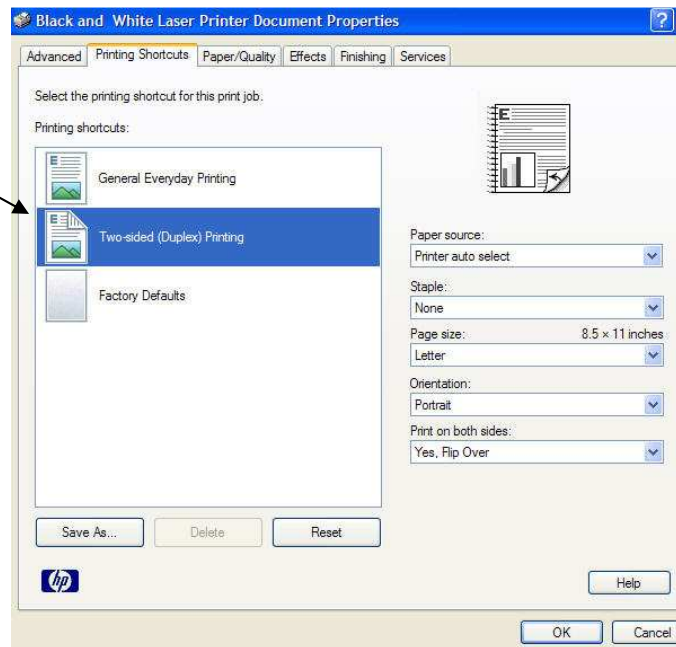 Black and White Laser Printer Document Properties
?
Advanced Printing Shortcuts Paper/Quality Effects Finishing Services
Select the printing shortcut for this print job.
Printing shortcuts:
E
General Everyday Printing
E
Two-sided (Duplex) Printing
Factory Defaults
E
Paper source:
Printer auto select
Staple:
None
Page size: 8.5 × 11 inches
Letter
Orientation:
Portrait
Print on both sides:
Yes, Flip Over
Save As... Delete Reset
hp
Help
OK Cancel